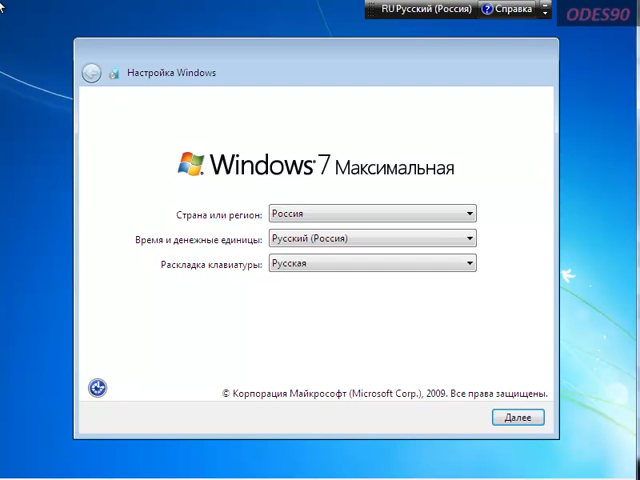 RU Русский (Россия) ? Справка
ODES90
Настройка Windows
Windows 7 Максимальная
Страна или регион: Россия
Время и денежные единицы: Русский (Россия)
Раскладка клавиатуры: Русская
© Корпорация Майкрософт (Microsoft Corp.), 2009. Все права защищены.
Далее